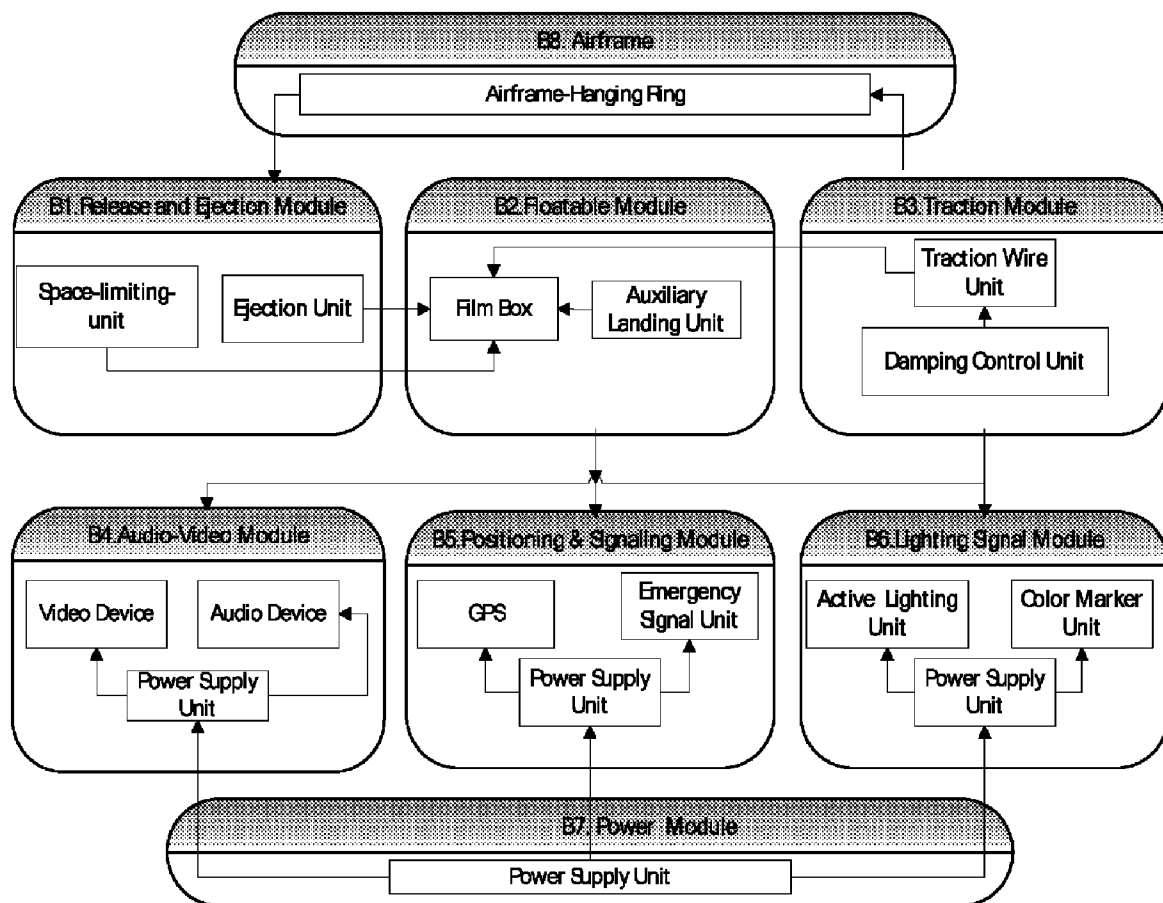 B8. Airframe
Airframe-Hanging Ring
B1.Release and Ejection Module
Space-limiting-
unit
Ejection Unit
B2.Floatable Module
Film Box
Auxiliary
Landing Unit
B3.Traction Module
Traction Wire
Unit
Damping Control Unit
B4.Audio-Video Module
Video Device
Audio Device
Power Supply
Unit
B5.Positioning & Signaling Module
GPS
Emergency
Signal Unit
Power Supply
Unit
B6.Lighting Signal Module
Active Lighting
Unit
Color Marker
Unit
Power Supply
Unit
B7. Power Module
Power Supply Unit